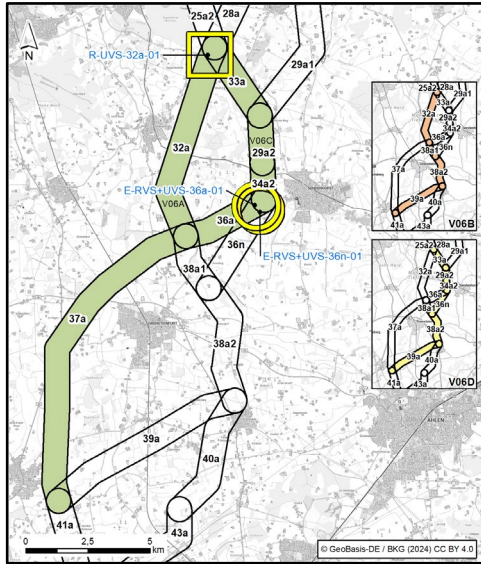 25a2
28a
R-UVS-32a-01
33a
29a1
32a
V06C
29a2
34a2
E-RVS+UVS-36a-01
V06A
36a
36n
E-RVS+UVS-36n-01
38a1
37a
38a2
39a
40a
41a
43a
N
0
2,5
5
km
AHLEN
© GeoBasis-DE / BKG (2024) CC BY 4.0
25a2
28a
33a
29a1
32a
34a2
36a
36n
38a1
37a
38a2
39a
40a
41a
43a
V06B
25a2
28a
33a
29a1
32a
29a2
34a2
36a
36n
38a1
37a
38a2
39a
40a
41a
43a
V06D